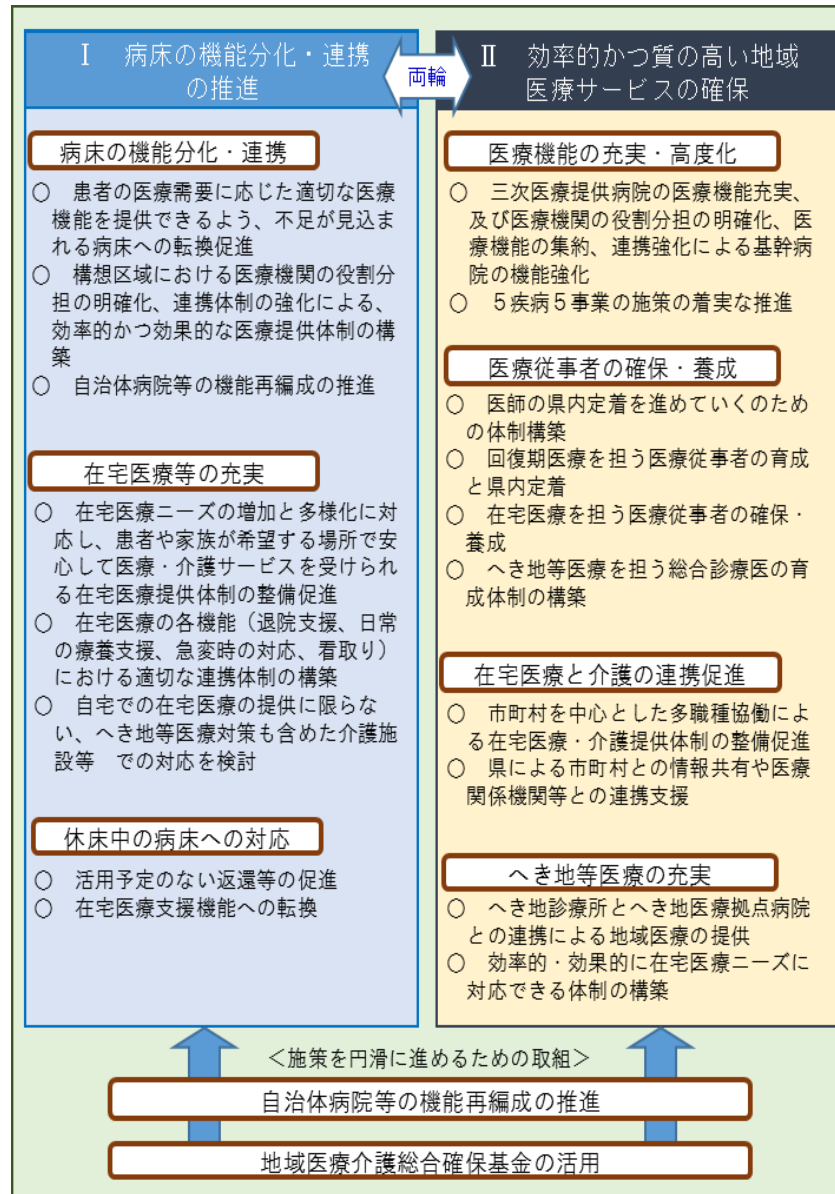 Ⅰ 病床の機能分化・連携
の推進
両輪
Ⅱ 効率的かつ質の高い地域
医療サービスの確保
病床の機能分化・連携
○ 患者の医療需要に応じた適切な医療
機能を提供できるよう、不足が見込ま
れる病床への転換促進
○ 構想区域における医療機関の役割分
担の明確化、連携体制の強化による、
効率的かつ効果的な医療提供体制の構
築
○ 自治体病院等の機能再編成の推進
在宅医療等の充実
○ 在宅医療ニーズの増加と多様化に対
応し、患者や家族が希望する場所で安
心して医療・介護サービスを受けられ
る在宅医療提供体制の整備促進
○ 在宅医療の各機能（退院支援、日常
の療養支援、急変時の対応、看取り）
における適切な連携体制の構築
○ 自宅での在宅医療の提供に限らな
い、へき地等医療対策も含めた介護施
設等 での対応を検討
休床中の病床への対応
○ 活用予定のない返還等の促進
○ 在宅医療支援機能への転換
医療機能の充実・高度化
○ 三次医療提供病院の医療機能充実、
及び医療機関の役割分担の明確化、医
療機能の集約、連携強化による基幹病
院の機能強化
○ ５疾病５事業の施策の着実な推進
医療従事者の確保・養成
○ 医師の県内定着を進めていくのため
の体制構築
○ 回復期医療を担う医療従事者の育成
と県内定着
○ 在宅医療を担う医療従事者の確保・
養成
○ へき地等医療を担う総合診療医の育
成体制の構築
在宅医療と介護の連携促進
○ 市町村を中心とした多職種協働によ
る在宅医療・介護提供体制の整備促進
○ 県による市町村との情報共有や医療
関係機関等との連携支援
へき地等医療の充実
○ へき地診療所とへき地医療拠点病院
との連携による地域医療の提供
○ 効率的・効果的に在宅医療ニーズに
対応できる体制の構築
＜施策を円滑に進めるための取組＞
自治体病院等の機能再編成の推進
地域医療介護総合確保基金の活用